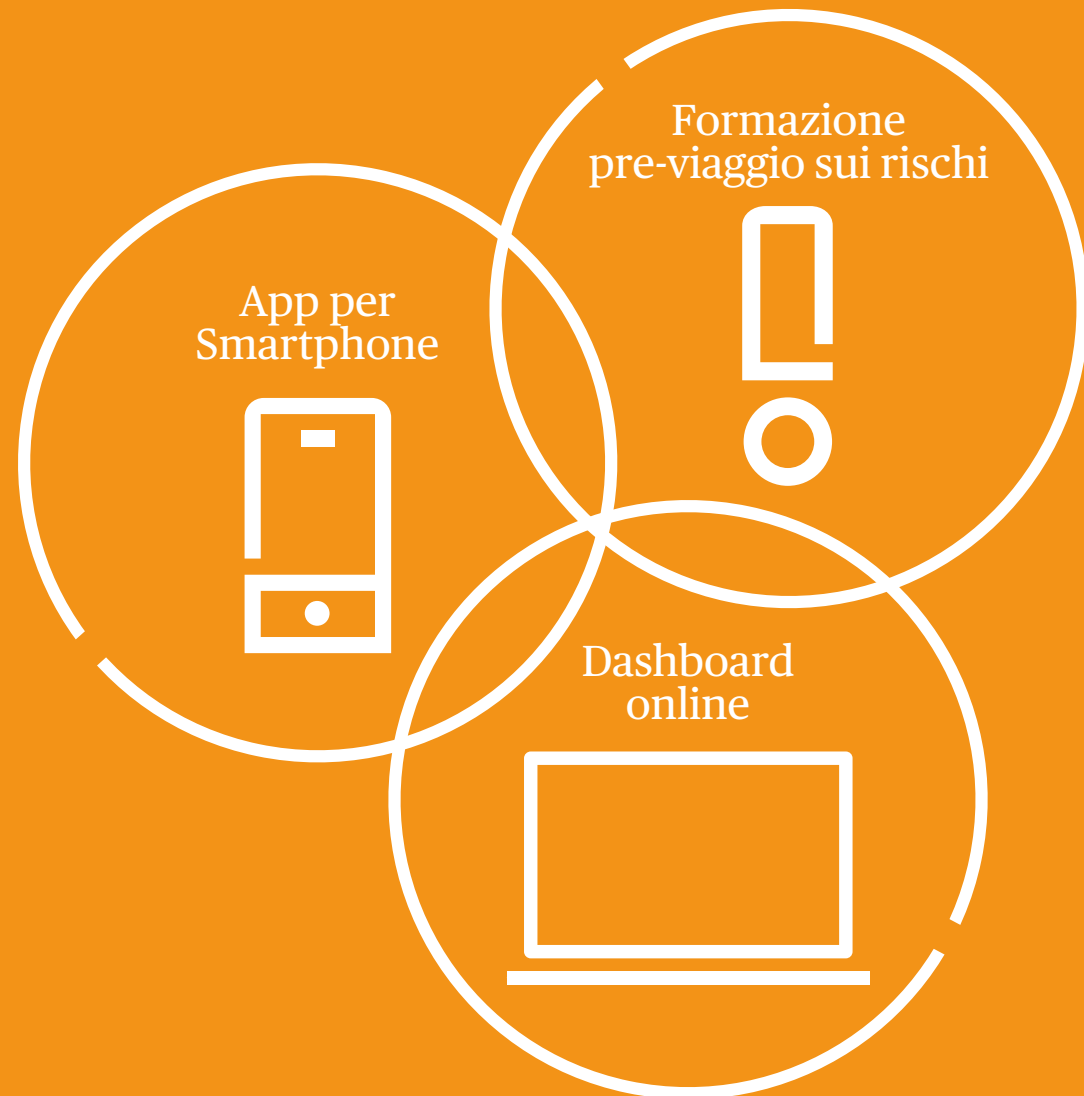 Formazione
pre-viaggio sui rischi
App per
Smartphone
Dashboard
online